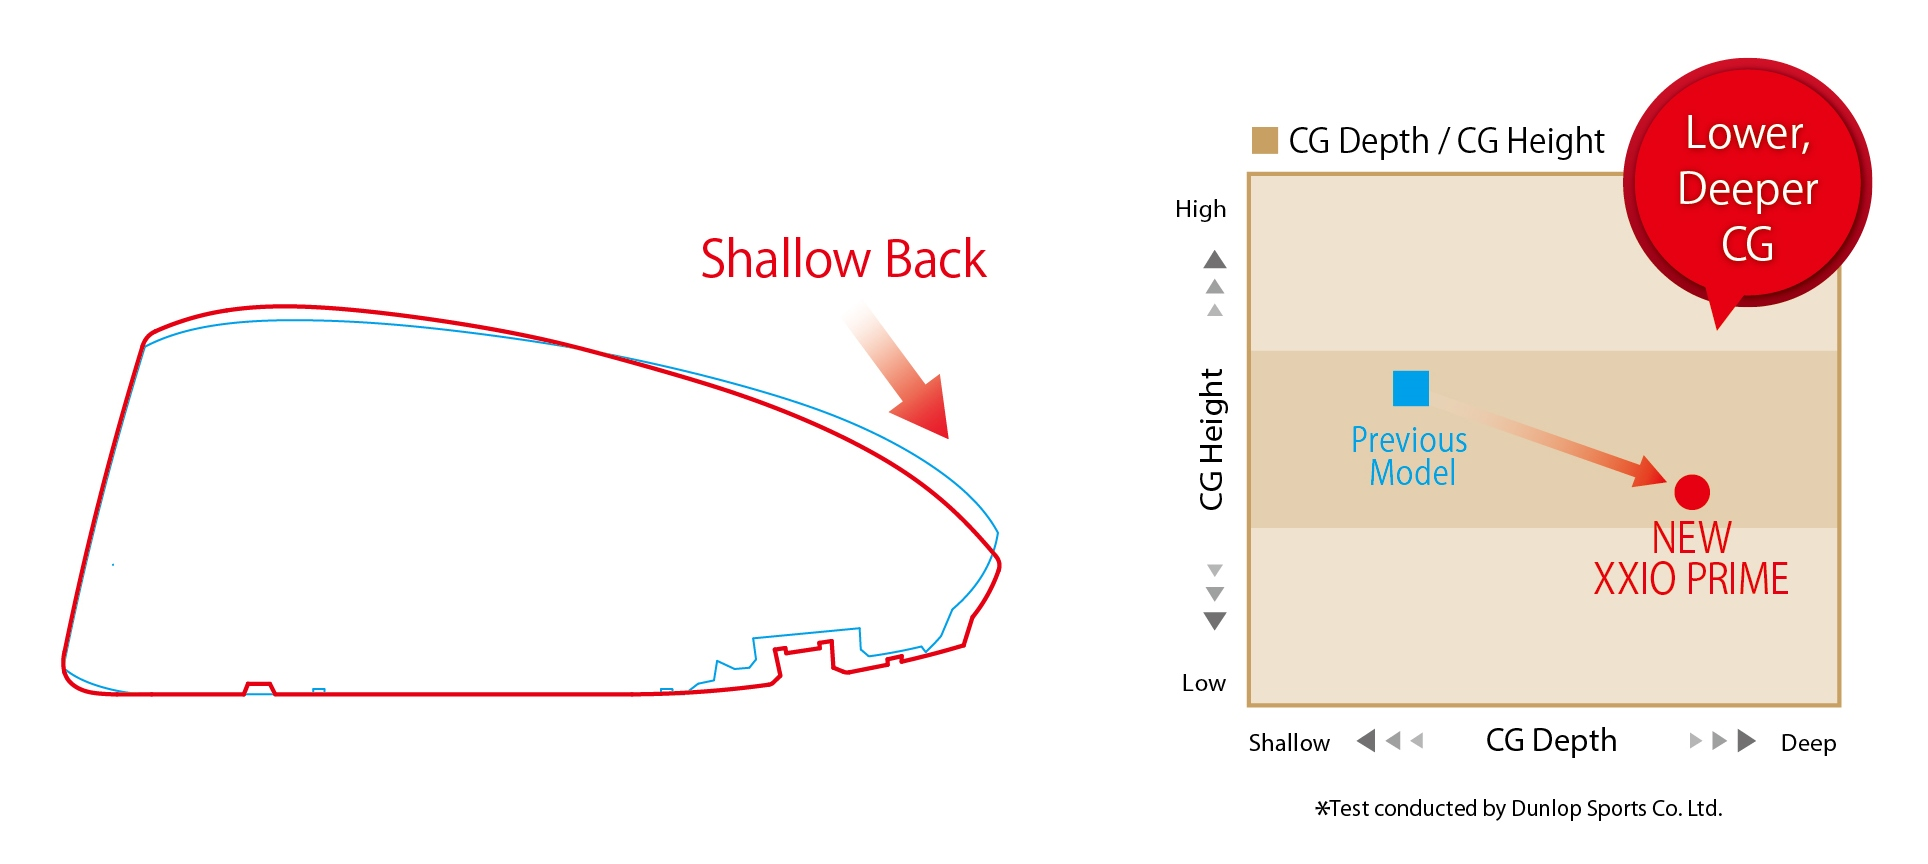 Shallow Back
CG Depth / CG Height
Lower,
Deeper
CG
High
CG Height
Low
Previous
Model
NEW
XXIO PRIME
Shallow
CG Depth
Deep
*Test conducted by Dunlop Sports Co. Ltd.